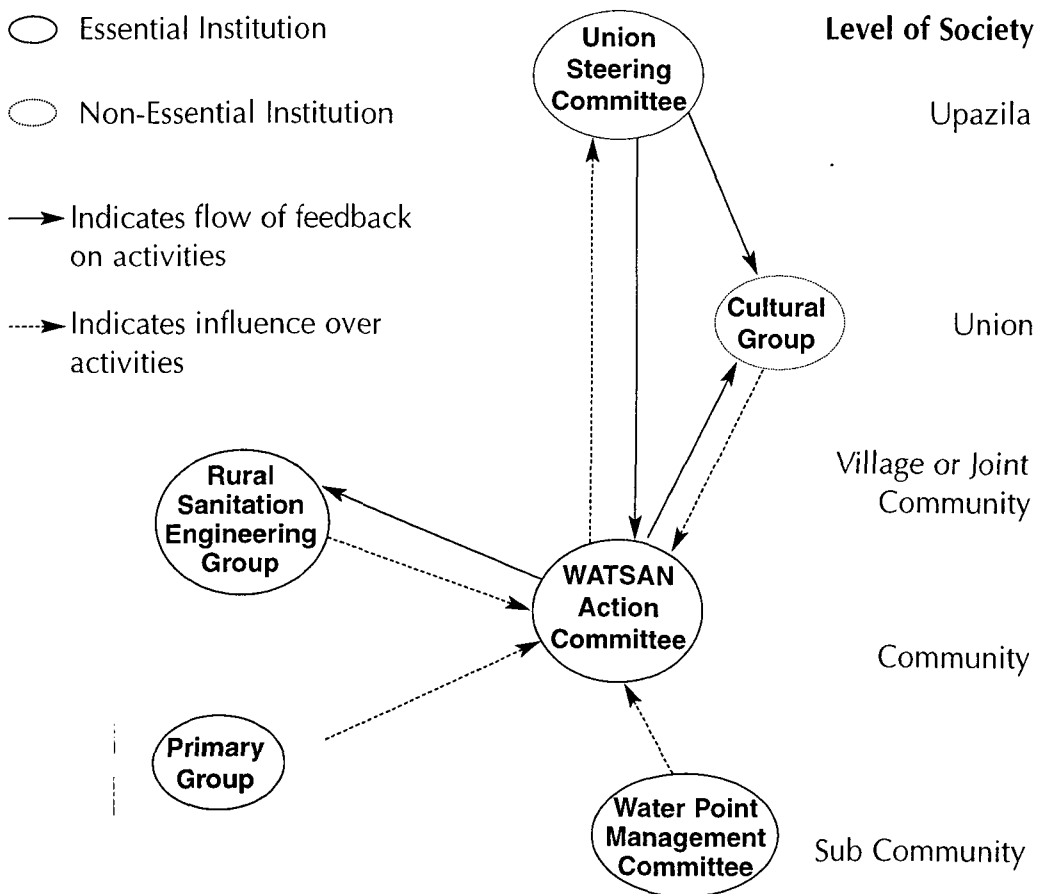 Essential Institution
Non-Essential Institution
Indicates flow of feedback
on activities
Indicates influence over
activities
Union
Steering
Committee
Cultural
Group
Rural
Sanitation
Engineering
Group
WATSAN
Action
Committee
Primary
Group
Water Point
Management
Committee
Level of Society
Upazila
Union
Village or Joint
Community
Community
Sub Community